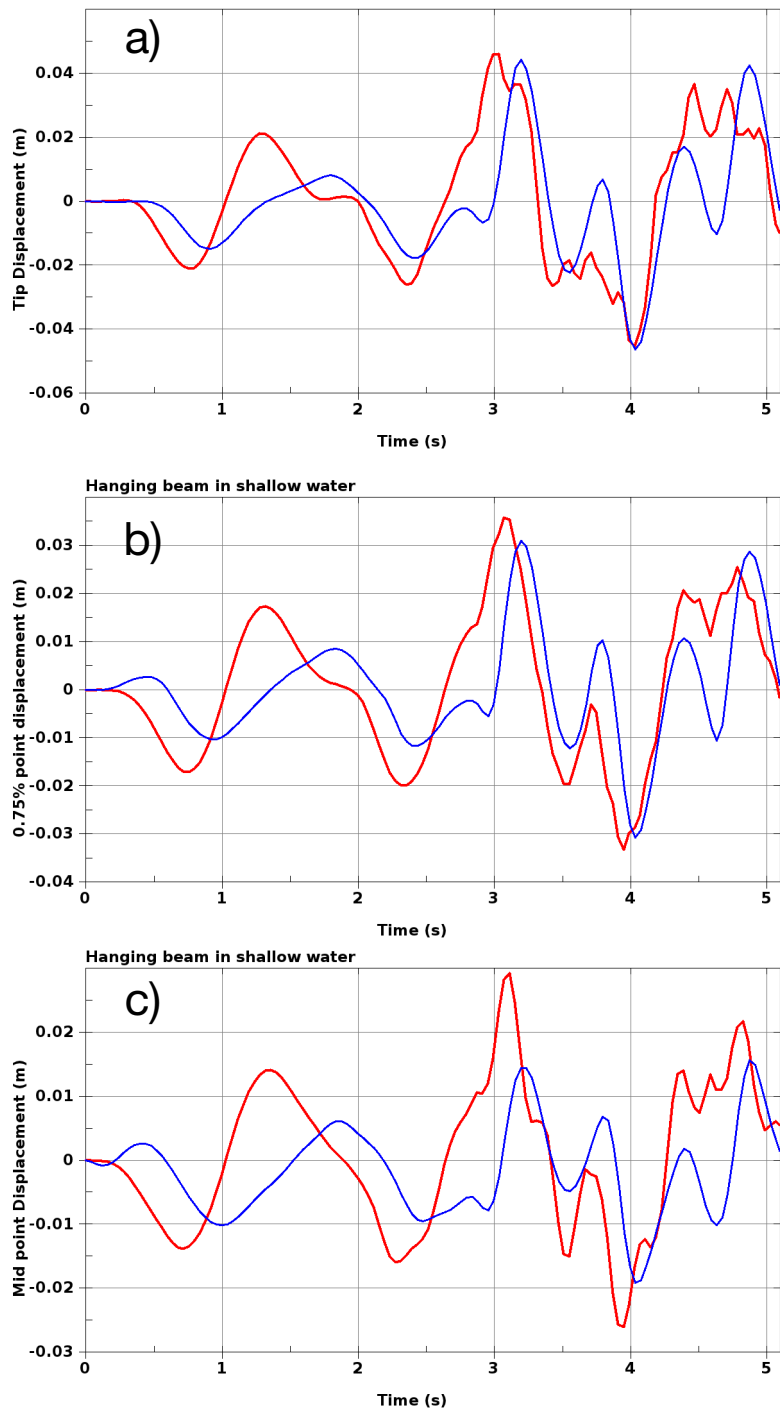 a)
0.04
0.02
0
-0.02
-0.04
-0.06
Tip Displacement (m)
0 1 2 3 4 5
Time (s)
Hanging beam in shallow water
b)
0.03
0.02
0.01
0
-0.01
-0.02
-0.03
-0.04
0.75% point displacement (m)
0 1 2 3 4 5
Time (s)
Hanging beam in shallow water
c)
0.02
0.01
0
-0.01
-0.02
-0.03
Mid point Displacement (m)
0 1 2 3 4 5
Time (s)